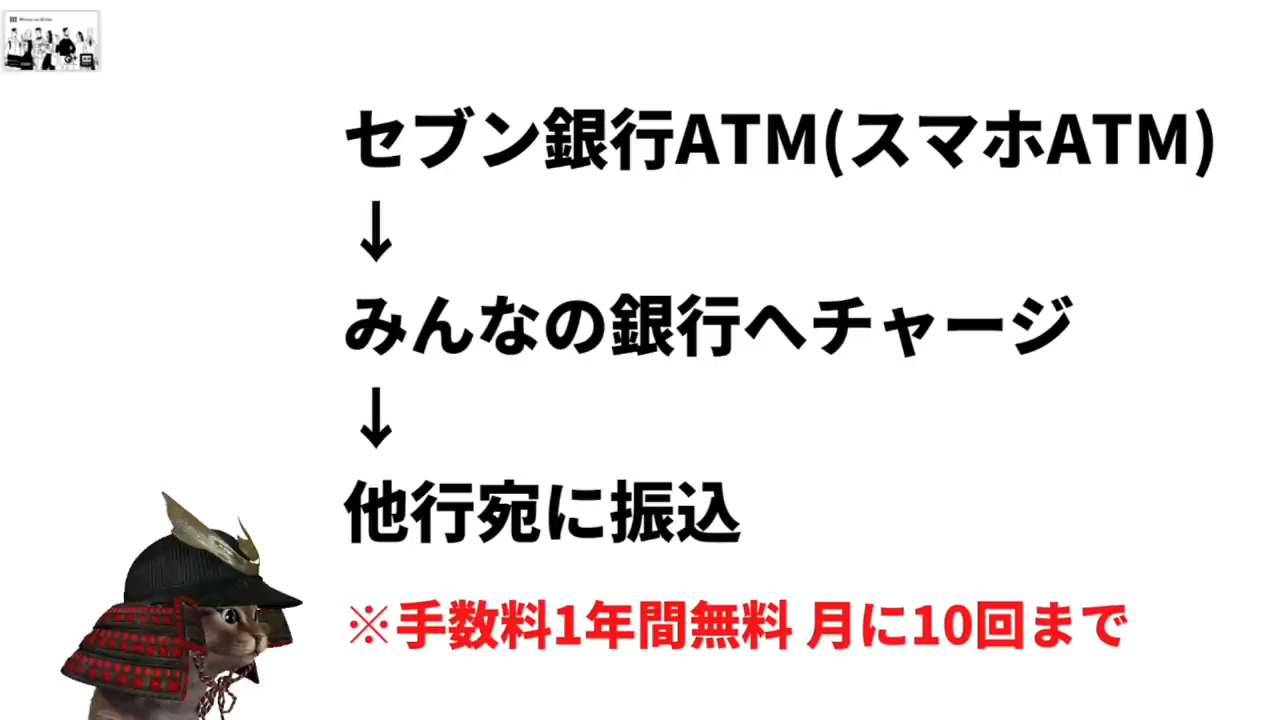 セブン銀行ATM(スマホATM)
↓
みんなの銀行へチャージ
↓
他行宛に振込
※手数料1年間無料 月に10回まで